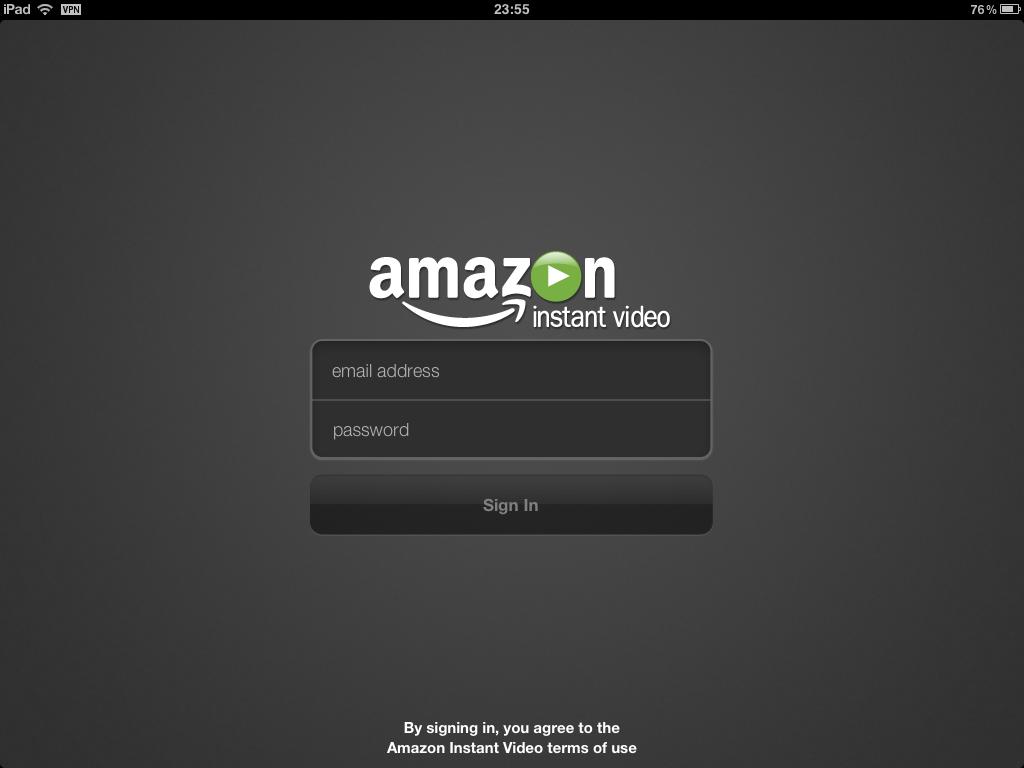 iPad VPN 23:55 76%
amazon
instant video
email address
password
Sign In
By signing in, you agree to the
Amazon Instant Video terms of use